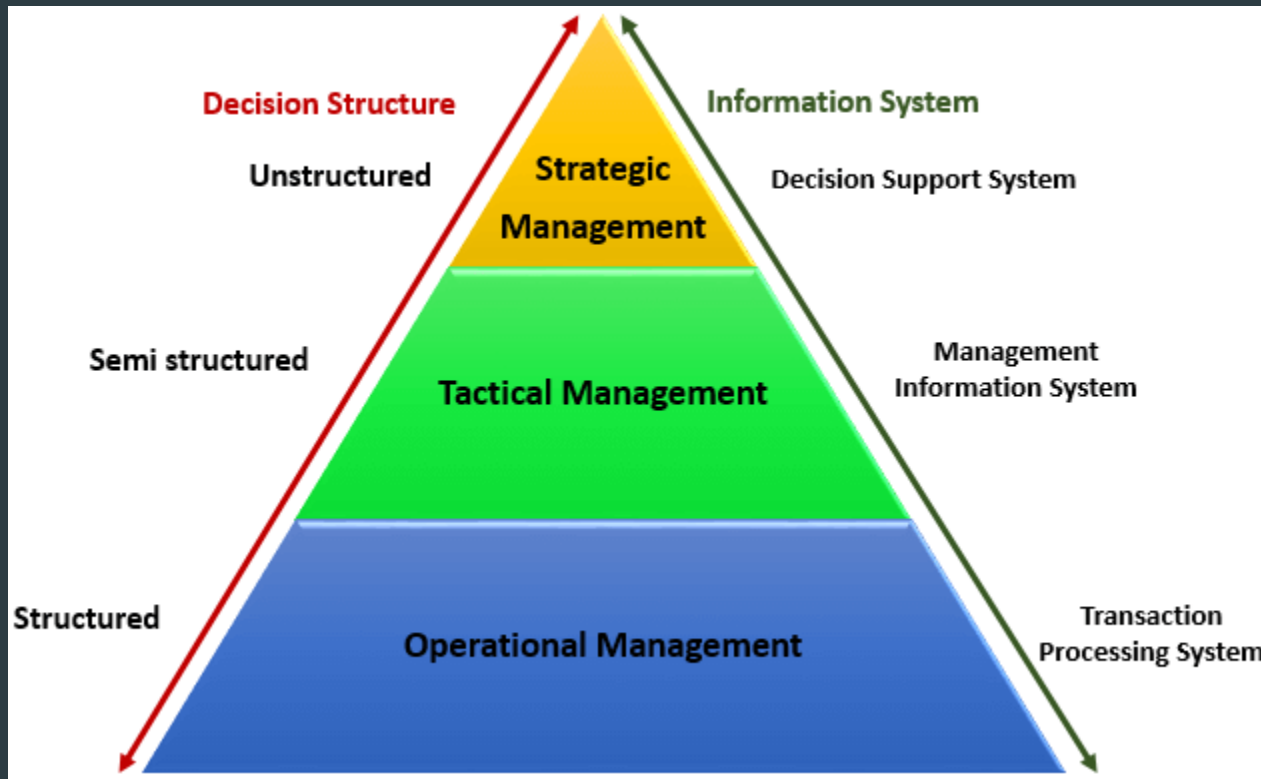 Decision Structure
Information System
Unstructured
Strategic
Management
Decision Support System
Semi structured
Tactical Management
Management
Information System
Structured
Operational Management
Transaction
Processing System